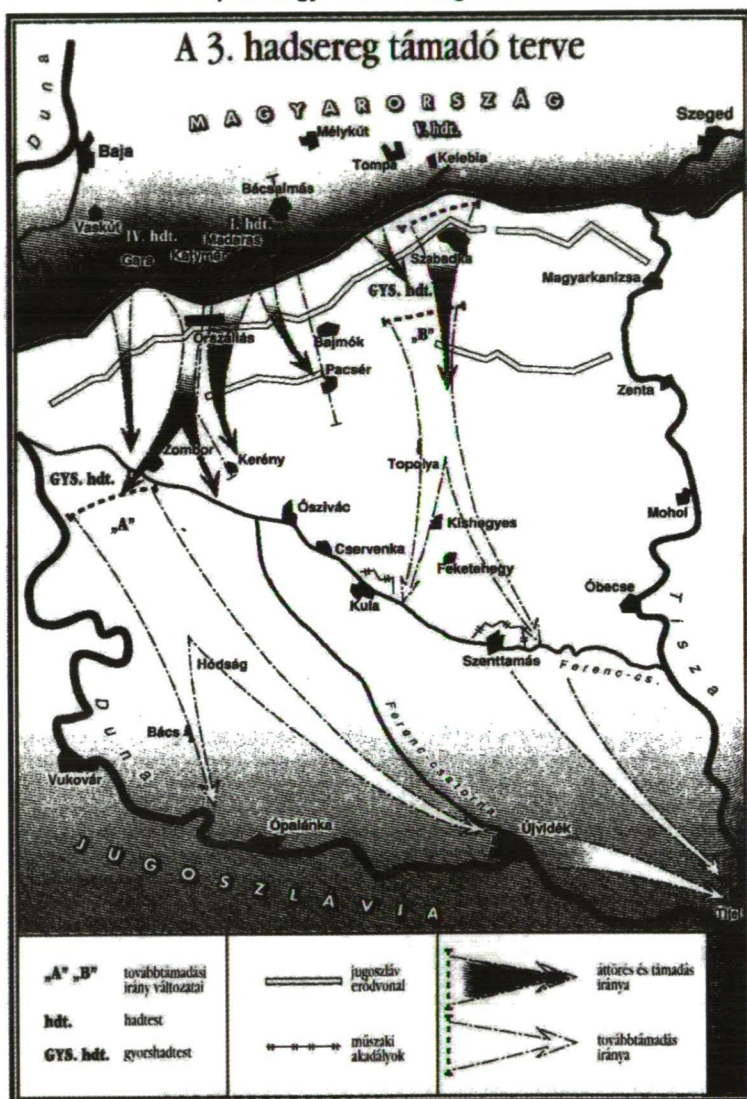 A 3. hadsereg támadó terve
Duna
MAGYARORSZÁG
Baja
Mélykút
V. hdt.
Tompa
Kelebia
Szeged
Bácsalmás
Vaskút
IV. hdt.
I. hdt.
Gara
Madaras
Katymár
Szabadka
GYS. hdt.
Magyarkanizsa
Országállás
Bajmók
„B”
Pacsér
Zenta
Zombor
Kerény
GYS. hdt.
Topolya
„A”
Ószivác
Kishegyes
Mohol
Cservenka
Feketehegy
Kula
Óbecse
Tisza
Szenttamás
Ferenc-cs.
Hódság
Duna
Bács
Ferenc csatorna
Vukovár
Ópalánka
Újvidék
JUGOSZLÁVIA
Titel
„A” „B” továbbtámadási
irány változatai
hdt. hadtest
GYS. hdt. gyorshadtest
jugoszláv
erődvonal
műszaki
akadályok
áttörés és támadás
iránya
továbbtámadás
iránya